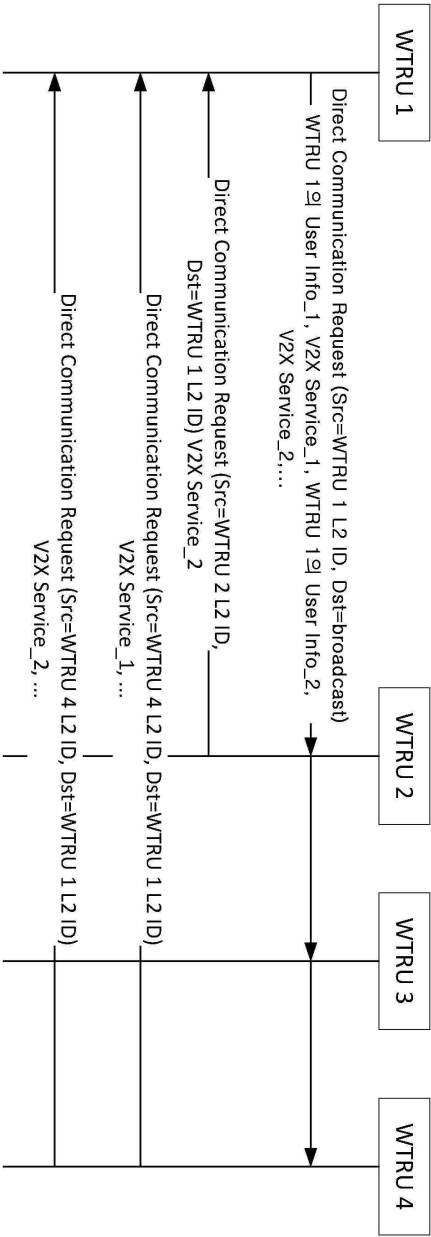 WTRU 1
WTRU 2
WTRU 3
WTRU 4
Direct Communication Request (Src=WTRU 1 L2 ID, Dst=broadcast)
WTRU 1의 User Info_1, V2X Service_1, WTRU 1의 User Info_2,
V2X Service_2,...
Direct Communication Request (Src=WTRU 2 L2 ID,
Dst=WTRU 1 L2 ID) V2X Service_2
Direct Communication Request (Src=WTRU 4 L2 ID, Dst=WTRU 1 L2 ID)
V2X Service_1, ...
Direct Communication Request (Src=WTRU 4 L2 ID, Dst=WTRU 1 L2 ID)
V2X Service_2, ...